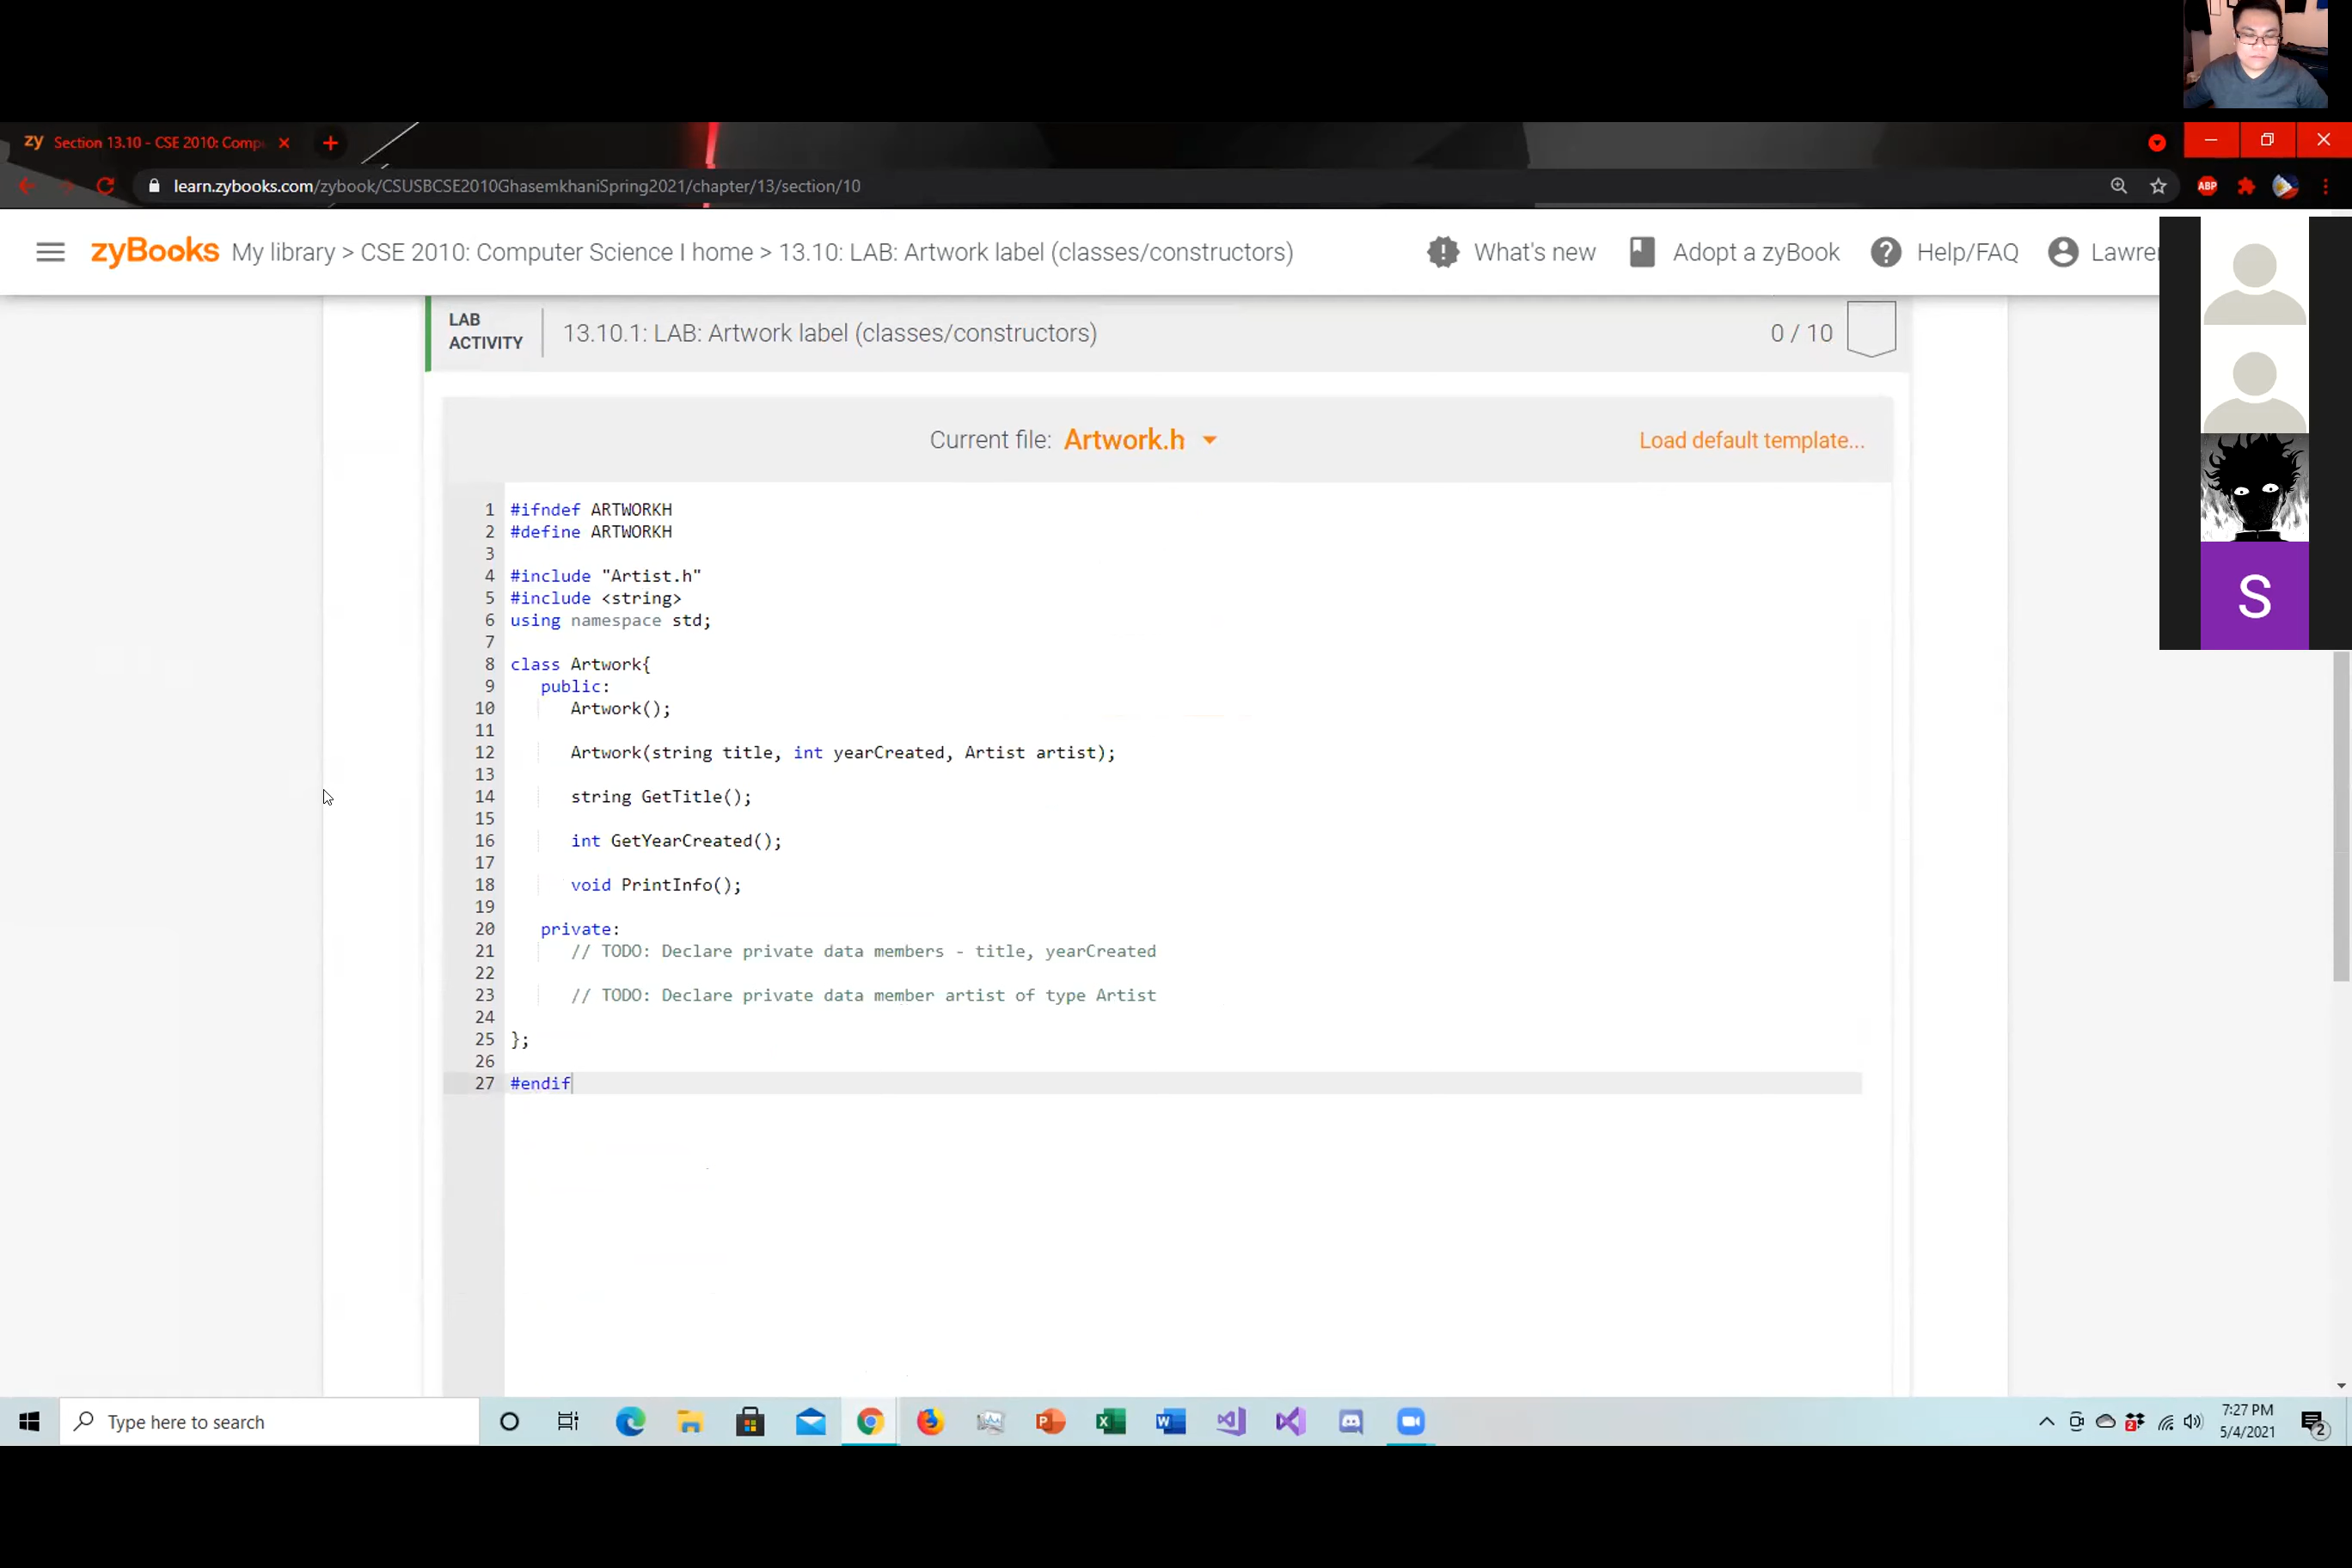 zy Section 13.10 - CSE 2010: Comp
learn.zybooks.com/zybook/CSUSBCSE2010GhasemkhaniSpring2021/chapter/13/section/10
ABP
zyBooks My library > CSE 2010: Computer Science I home > 13.10: LAB: Artwork label (classes/constructors)
What's new
Adopt a zyBook
Help/FAQ
Lawre
LAB
ACTIVITY
13.10.1: LAB: Artwork label (classes/constructors)
0 / 10
Current file: Artwork.h
Load default template...
1 #ifndef ARTWORKH
2 #define ARTWORKH
3
4 #include "Artist.h"
5 #include <string>
6 using namespace std;
7
8 class Artwork{
9 public:
10 Artwork();
11
12 Artwork(string title, int yearCreated, Artist artist);
13
14 string GetTitle();
15
16 int GetYearCreated();
17
18 void PrintInfo();
19
20 private:
21 // TODO: Declare private data members - title, yearCreated
22
23 // TODO: Declare private data member artist of type Artist
24
25 };
26
27 #endif
S
Type here to search
7:27 PM
5/4/2021
2